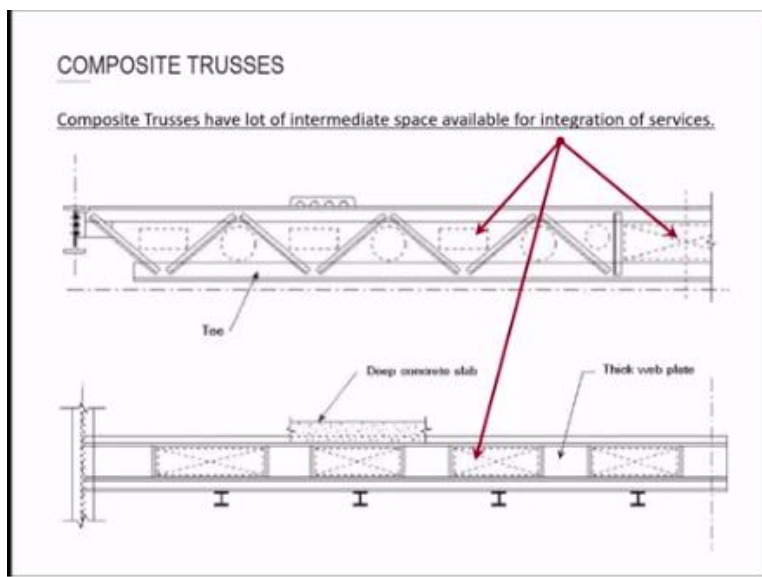 COMPOSITE TRUSSES
Composite Trusses have lot of intermediate space available for integration of services.
Tee
Deep concrete slab
Thick web plate